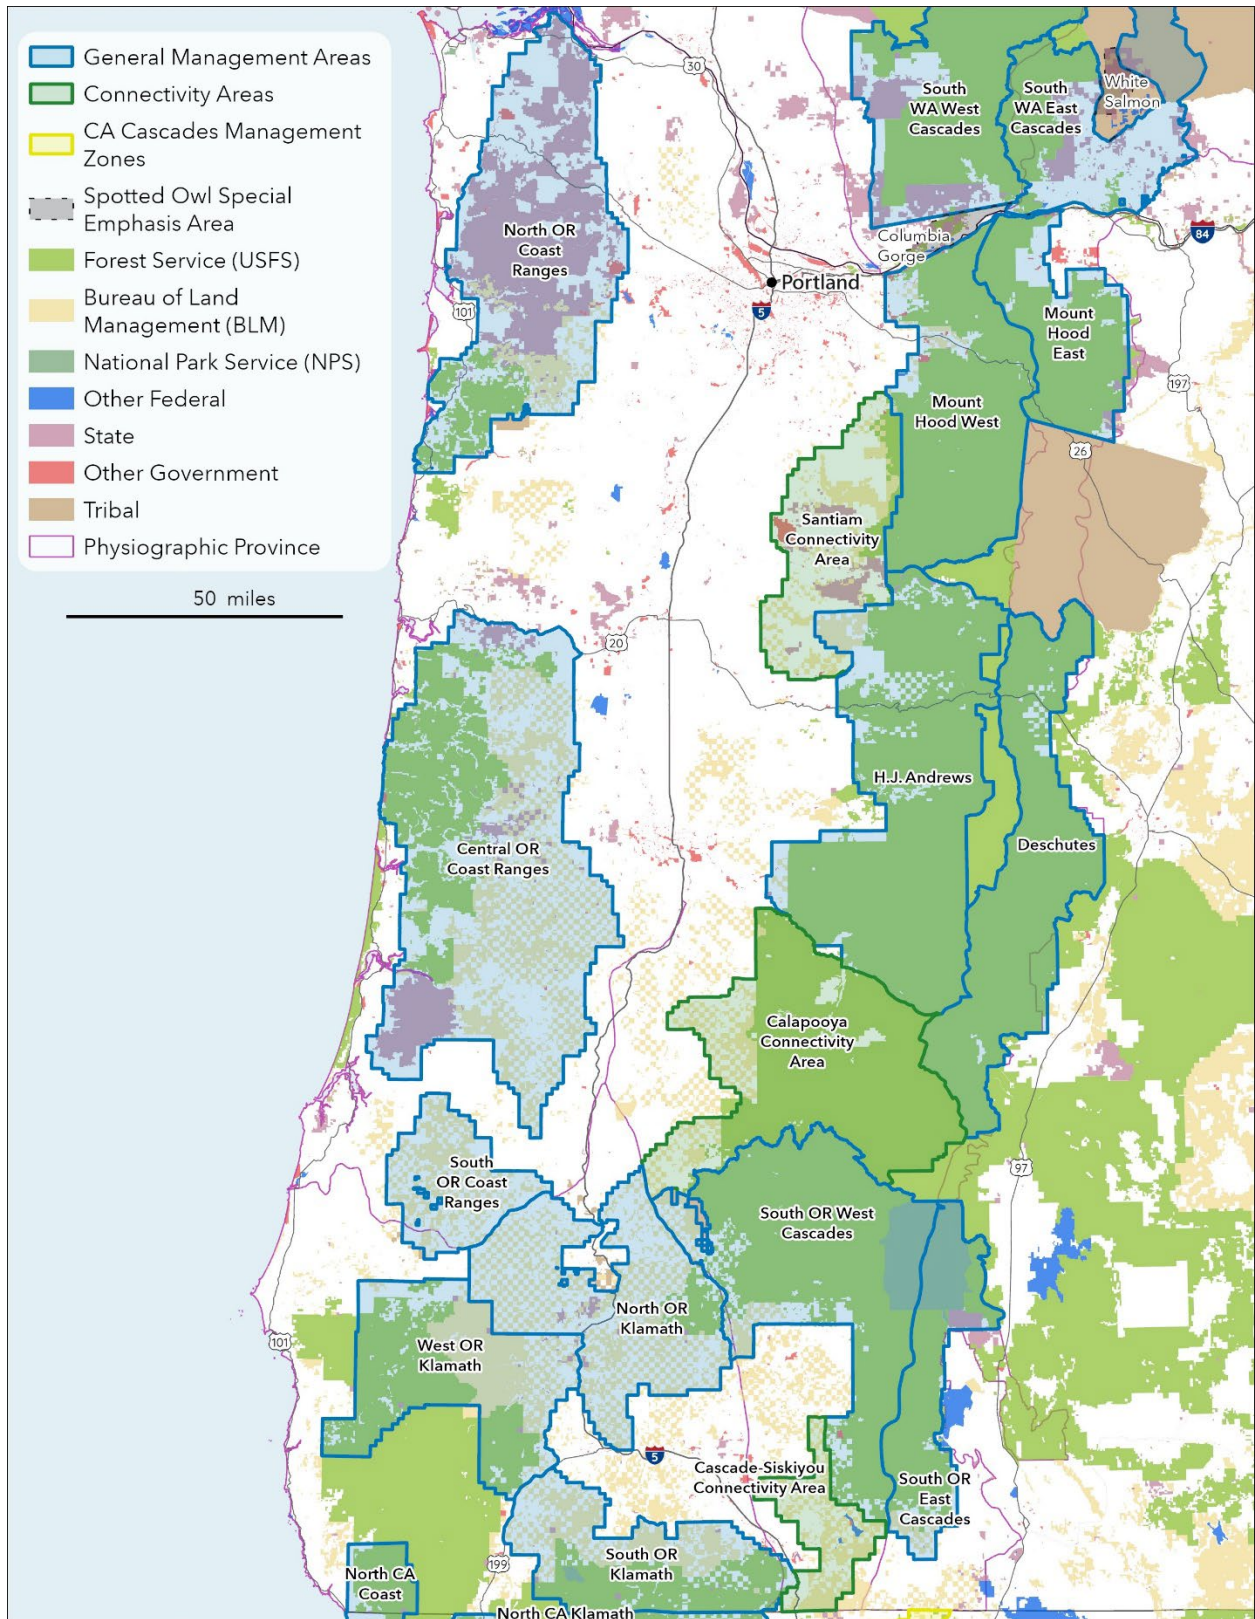 General Management Areas
Connectivity Areas
CA Cascades Management
Zones
Spotted Owl Special
Emphasis Area
Forest Service (USFS)
Bureau of Land
Management (BLM)
National Park Service (NPS)
Other Federal
State
Other Government
Tribal
Physiographic Province
50 miles
30
South
WA West
Cascades
South
WA East
Cascades
White
Salmon
North OR
Coast
Ranges
Columbia
Gorge
84
Portland
101
5
Mount
Hood
East
197
Mount
Hood West
26
Santiam
Connectivity
Area
20
H.J. Andrews
Central OR
Coast Ranges
Deschutes
Calapooya
Connectivity
Area
South
OR Coast
Ranges
97
South OR West
Cascades
North OR
Klamath
101
West OR
Klamath
5
Cascade-Siskiyou
Connectivity Area
South OR
East
Cascades
199
South OR
Klamath
North CA
Coast
North CA Klamath